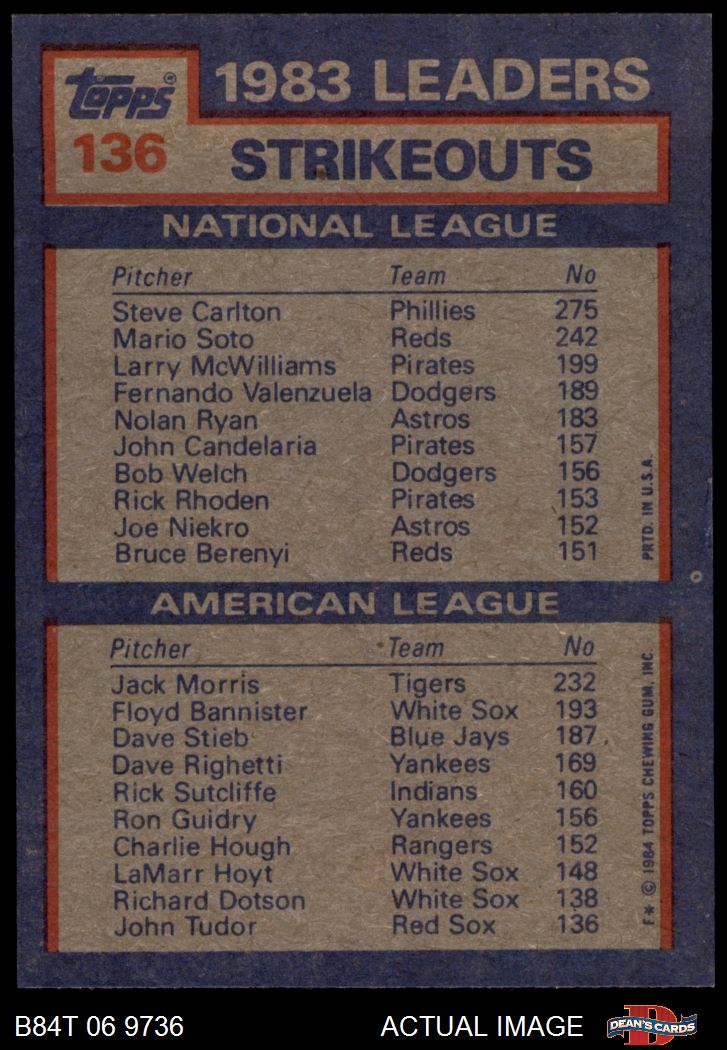 Topps®
136
1983 LEADERS
STRIKEOUTS
NATIONAL LEAGUE
Pitcher Team No
Steve Carlton Phillies 275
Mario Soto Reds 242
Larry McWilliams Pirates 199
Fernando Valenzuela Dodgers 189
Nolan Ryan Astros 183
John Candelaria Pirates 157
Bob Welch Dodgers 156
Rick Rhoden Pirates 153
Joe Niekro Astros 152
Bruce Berenyi Reds 151
PRTD. IN U.S.A.
AMERICAN LEAGUE
Pitcher Team No
Jack Morris Tigers 232
Floyd Bannister White Sox 193
Dave Stieb Blue Jays 187
Dave Righetti Yankees 169
Rick Sutcliffe Indians 160
Ron Guidry Yankees 156
Charlie Hough Rangers 152
LaMarr Hoyt White Sox 148
Richard Dotson White Sox 138
John Tudor Red Sox 136
F* © 1984 TOPPS CHEWING GUM, INC.
B84T 06 9736
ACTUAL IMAGE
D
DEAN'S CARDS